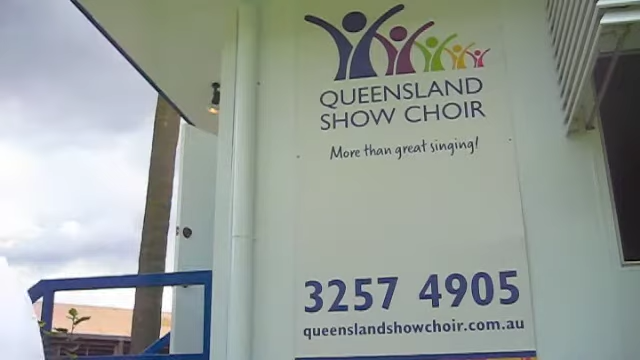 QUEENSLAND
SHOW CHOIR
More than great singing!
3257 4905
queenslandshowchoir.com.au